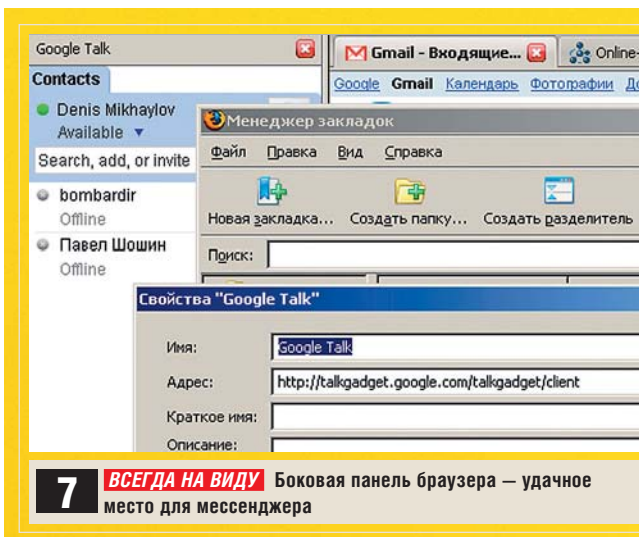 Google Talk
Gmail - Входящие...
Online-
Contacts
Google Gmail Календарь Фотографии
Denis Mikhaylov
Available
Менеджер закладок
Search, add, or invite
Файл Правка Вид Справка
bombardir
Offline
Новая закладка... Создать папку... Создать разделитель
Павел Шошин
Offline
Поиск:
Свойства "Google Talk"
Имя: Google Talk
Адрес: http://talkgadget.google.com/talkgadget/client
Краткое имя:
Описание:
7 ВСЕГДА НА ВИДУ Боковая панель браузера — удачное
место для мессенджера